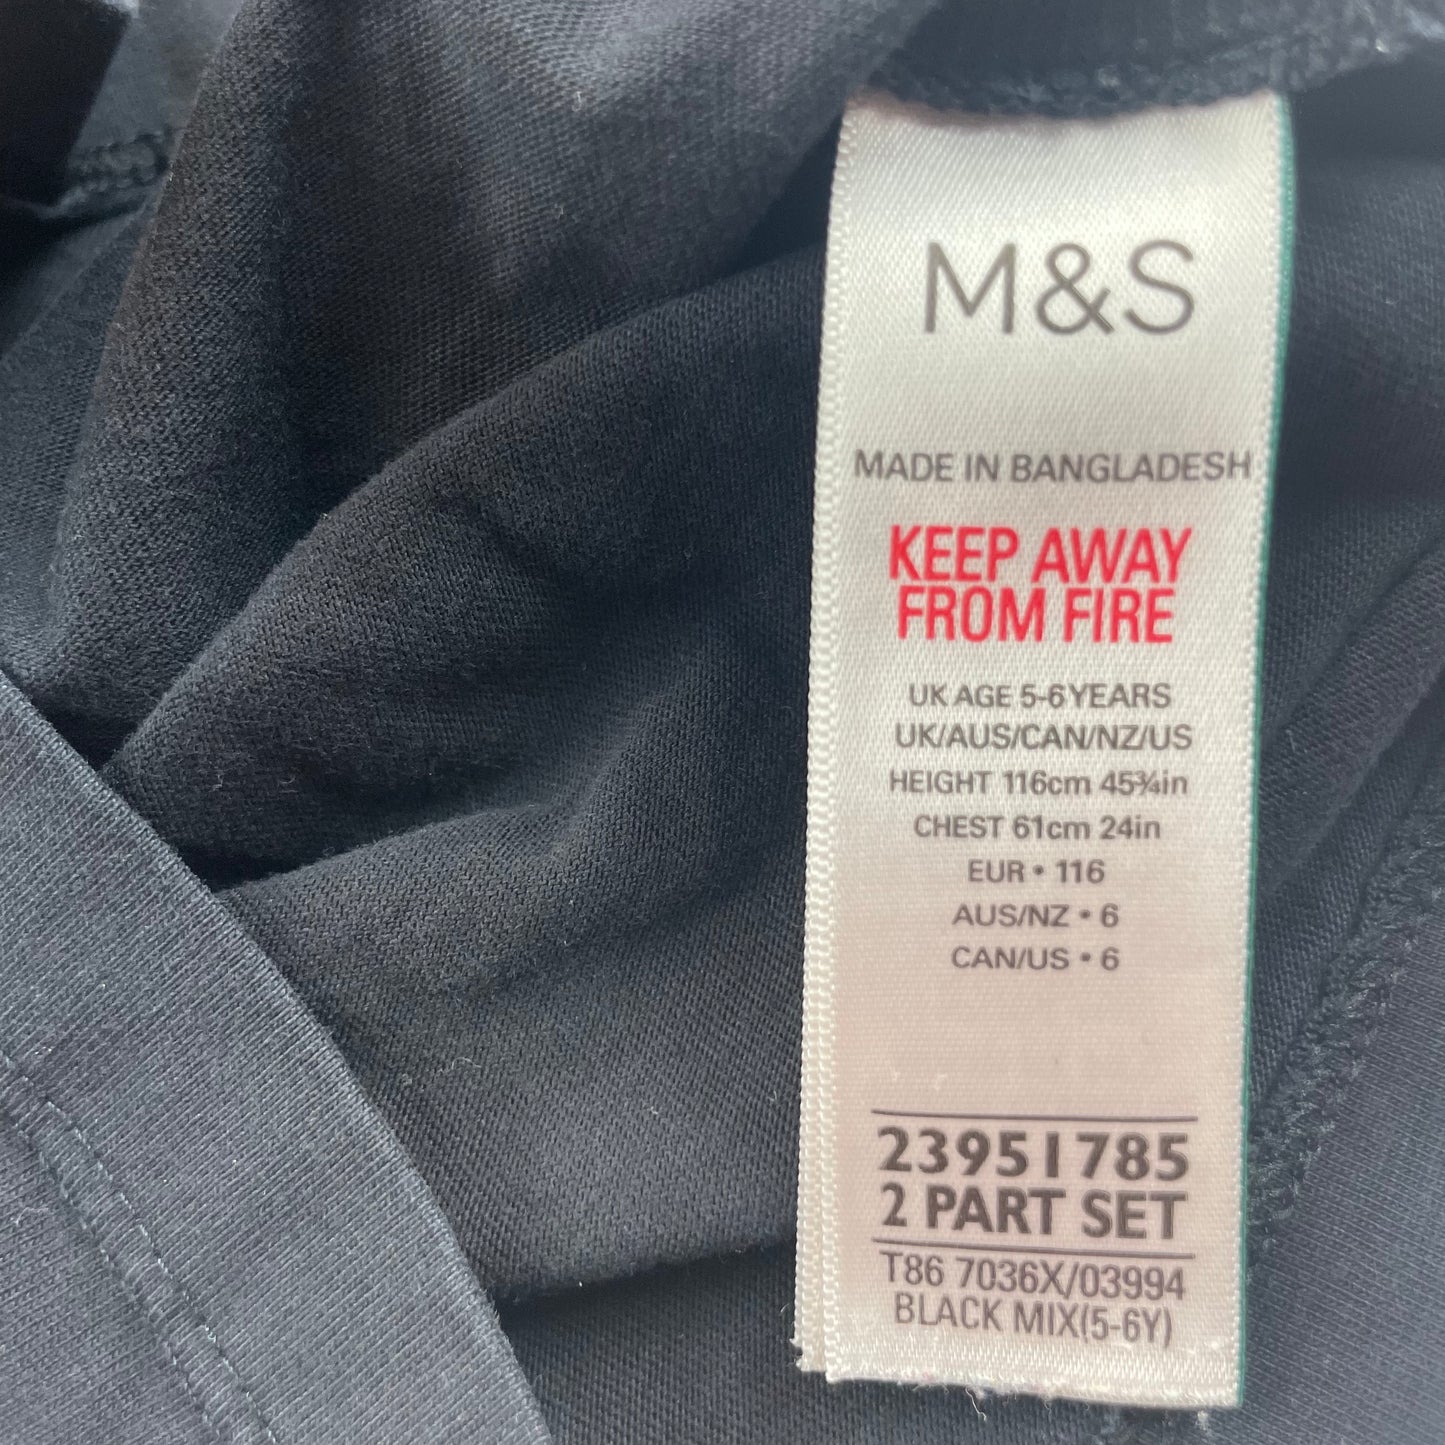 M&S
MADE IN BANGLADESH
KEEP AWAY
FROM FIRE
UK AGE 5-6YEARS
UK/AUS/CAN/NZ/US
HEIGHT 116cm 45¾in
CHEST 61cm 24in
EUR • 116
AUS/NZ • 6
CAN/US • 6
23951785
2 PART SET
T86 7036X/03994
BLACK MIX(5-6Y)